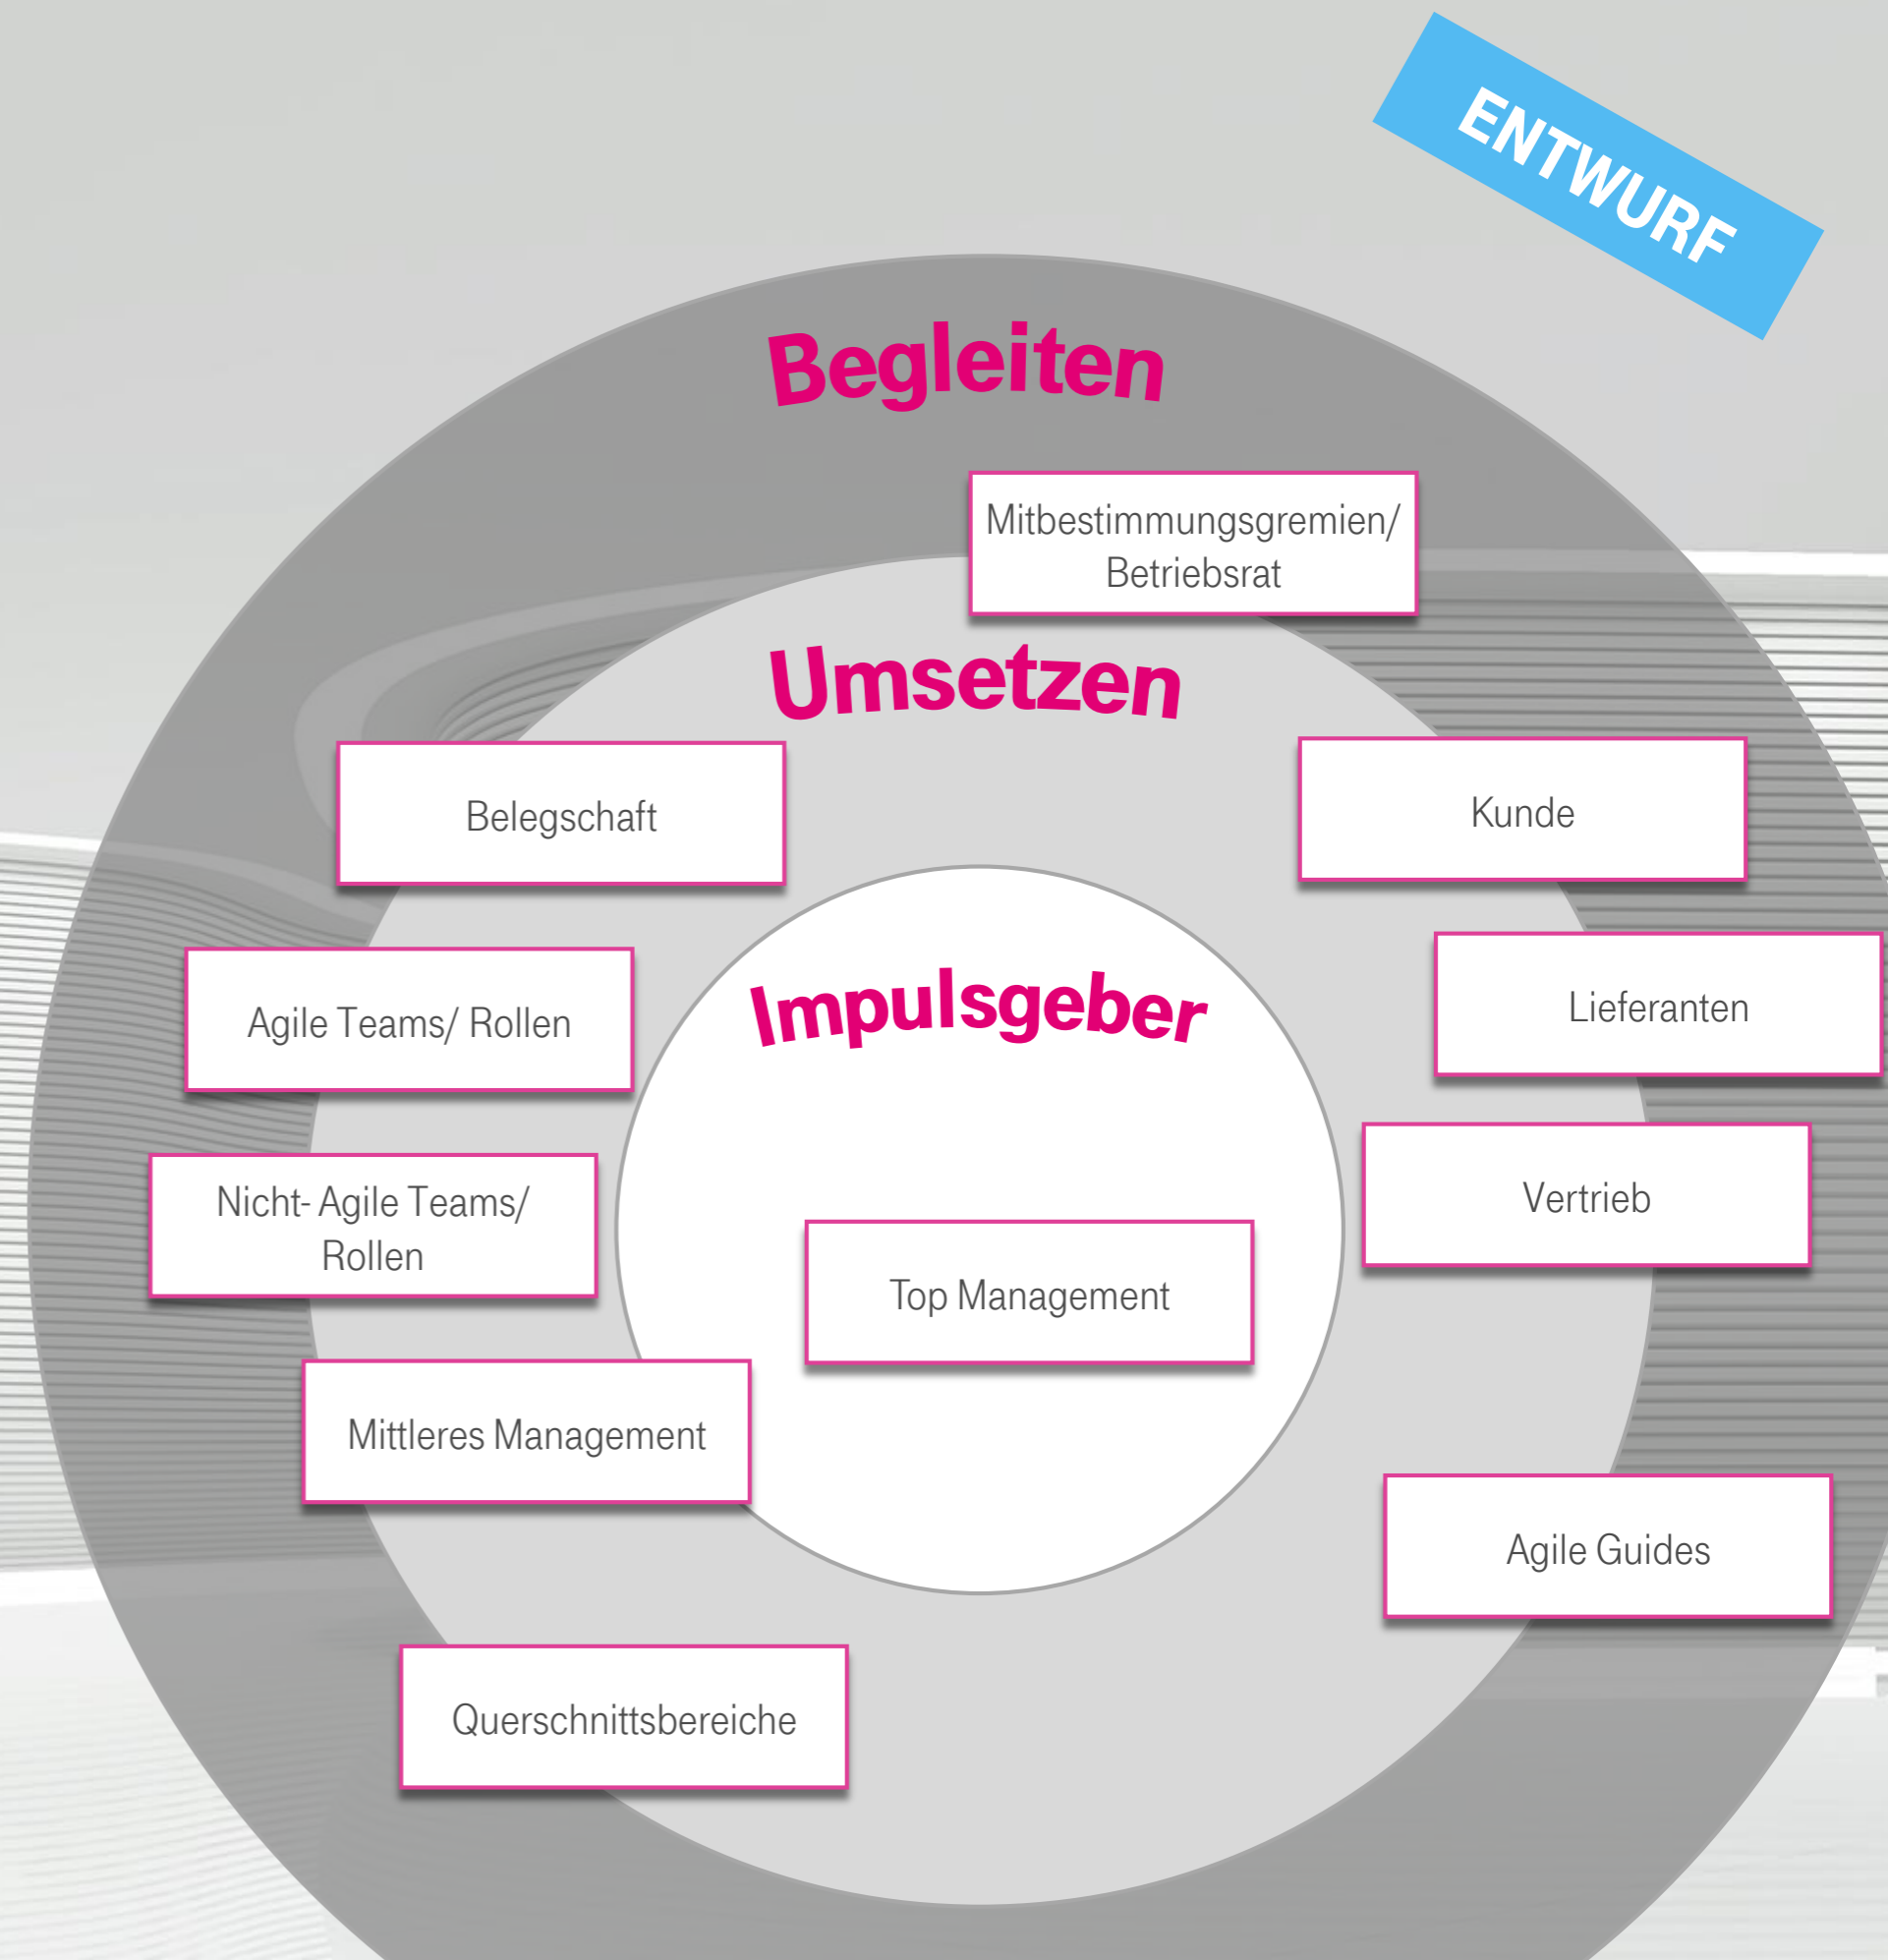 ENTWURF
Begleiten
Mitbestimmungsgremien/
Betriebsrat
Umsetzen
Belegschaft
Kunde
Lieferanten
Agile Teams/ Rollen
Impulsgeber
Vertrieb
Nicht- Agile Teams/
Rollen
Top Management
Mittleres Management
Agile Guides
Querschnittsbereiche